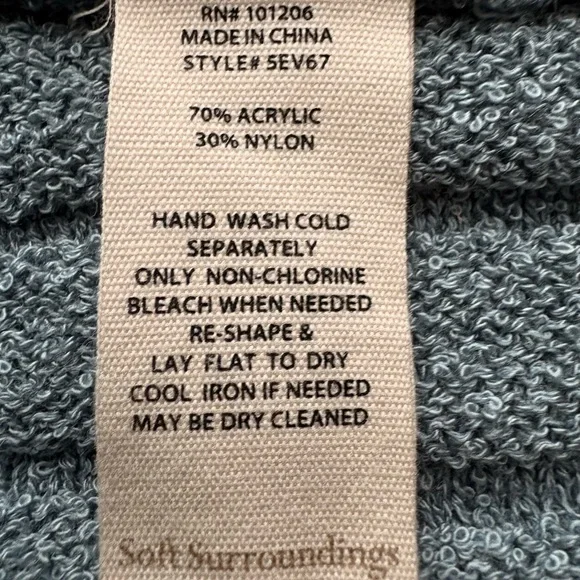 RN# 101206
MADE IN CHINA
STYLE# 5EV67
70% ACRYLIC
30% NYLON
HAND WASH COLD
SEPARATELY
ONLY NON-CHLORINE
BLEACH WHEN NEEDED
RE-SHAPE &
LAY FLAT TO DRY
COOL IRON IF NEEDED
MAY BE DRY CLEANED
Soft Surroundings